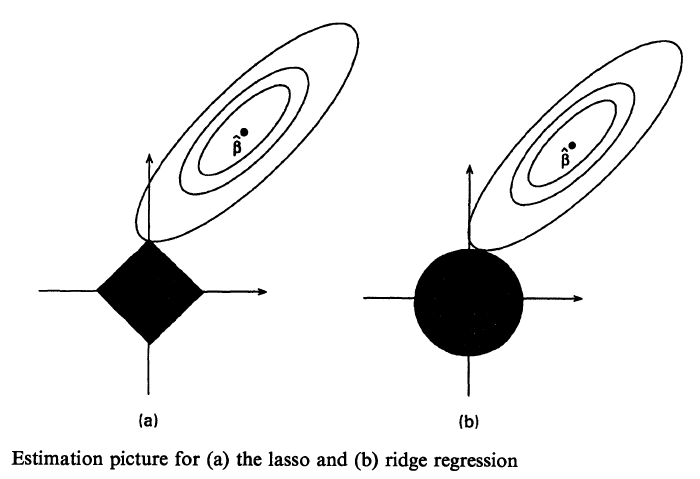 β̂
β̂
(a)
(b)
Estimation picture for (a) the lasso and (b) ridge regression